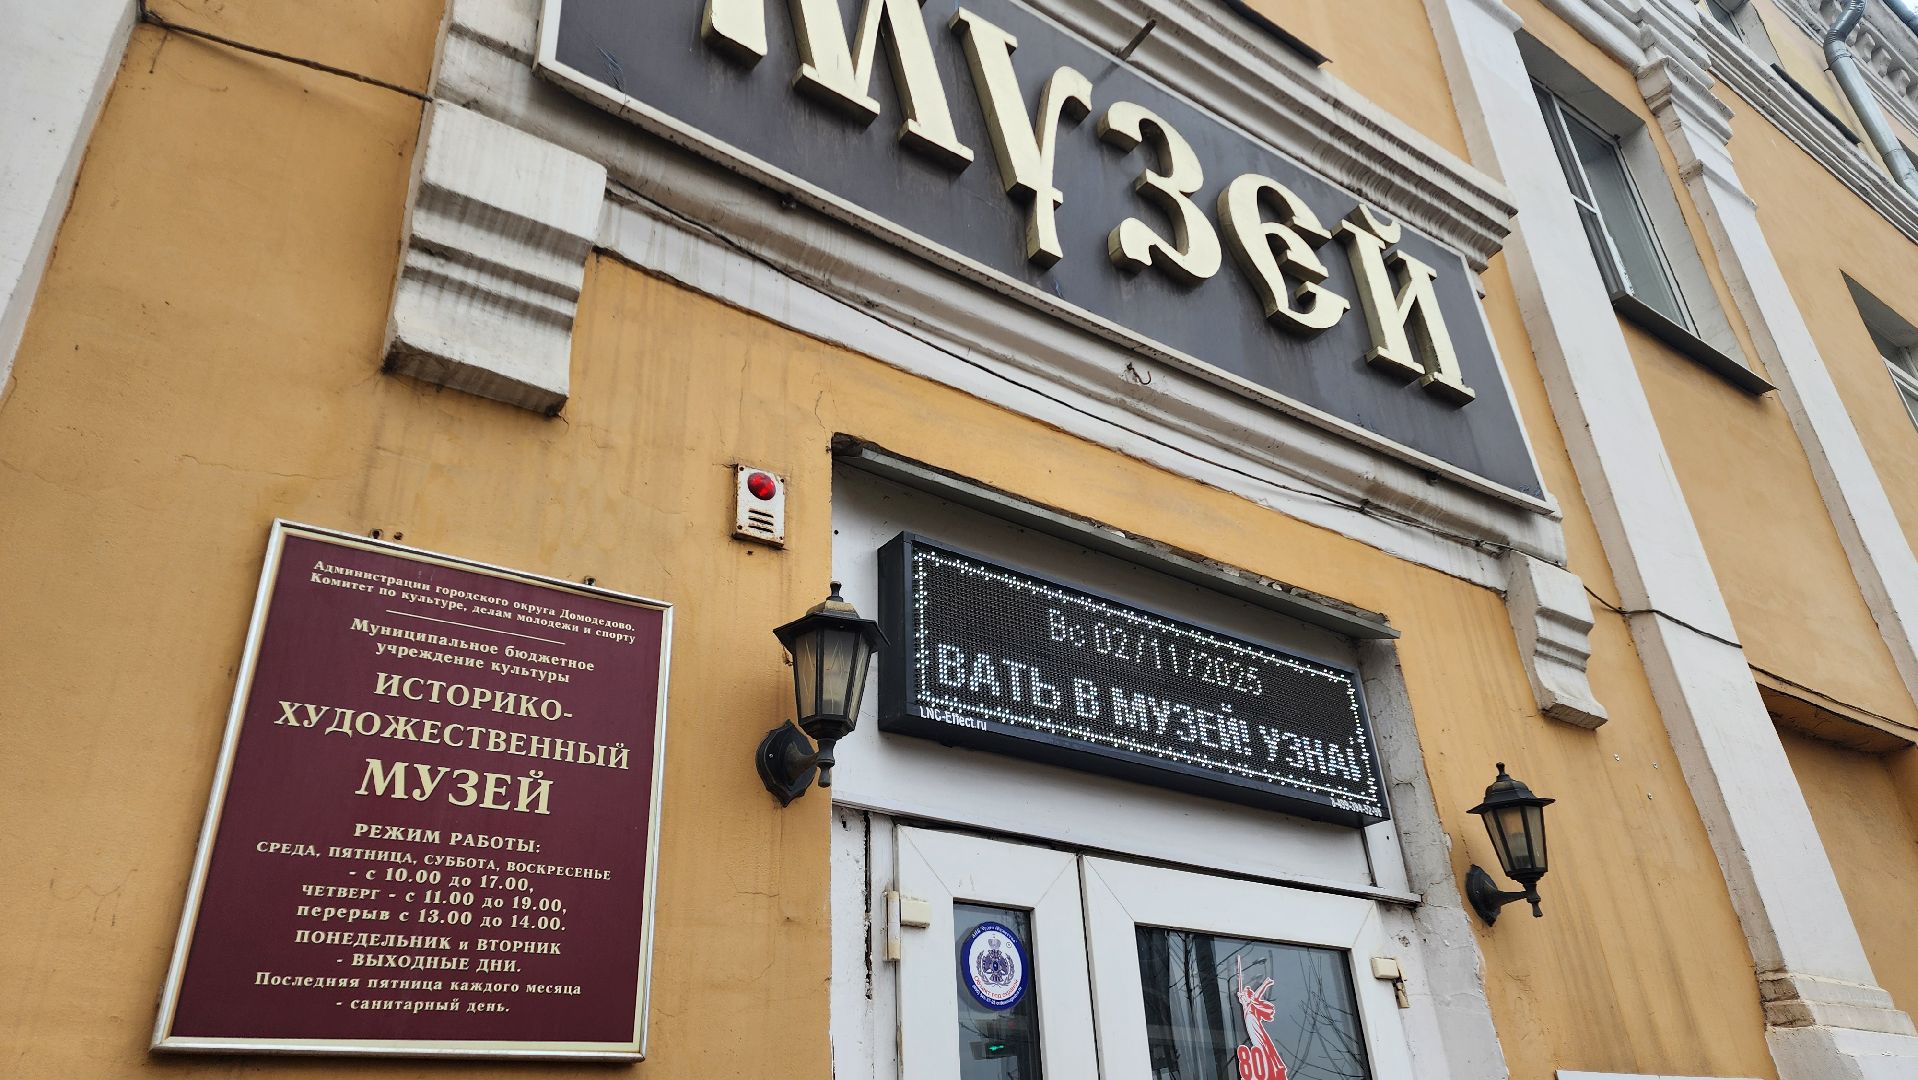 МУЗЕЙ
Администрации городского округа Домодедово.
Комитет по культуре, делам молодежи и спорту
Муниципальное бюджетное
учреждение культуры
ИСТОРИКО-
ХУДОЖЕСТВЕННЫЙ
МУЗЕЙ
РЕЖИМ РАБОТЫ:
СРЕДА, ПЯТНИЦА, СУББОТА, ВОСКРЕСЕНЬЕ
- с 10.00 до 17.00,
ЧЕТВЕРГ - с 11.00 до 19.00,
перерыв с 13.00 до 14.00.
ПОНЕДЕЛЬНИК и ВТОРНИК
- ВЫХОДНЫЕ ДНИ.
Последняя пятница каждого месяца
- санитарный день.
Вс 02/11/2025
ВАТЬ В МУЗЕЙ! УЗНА
LNC-Effect.ru
80